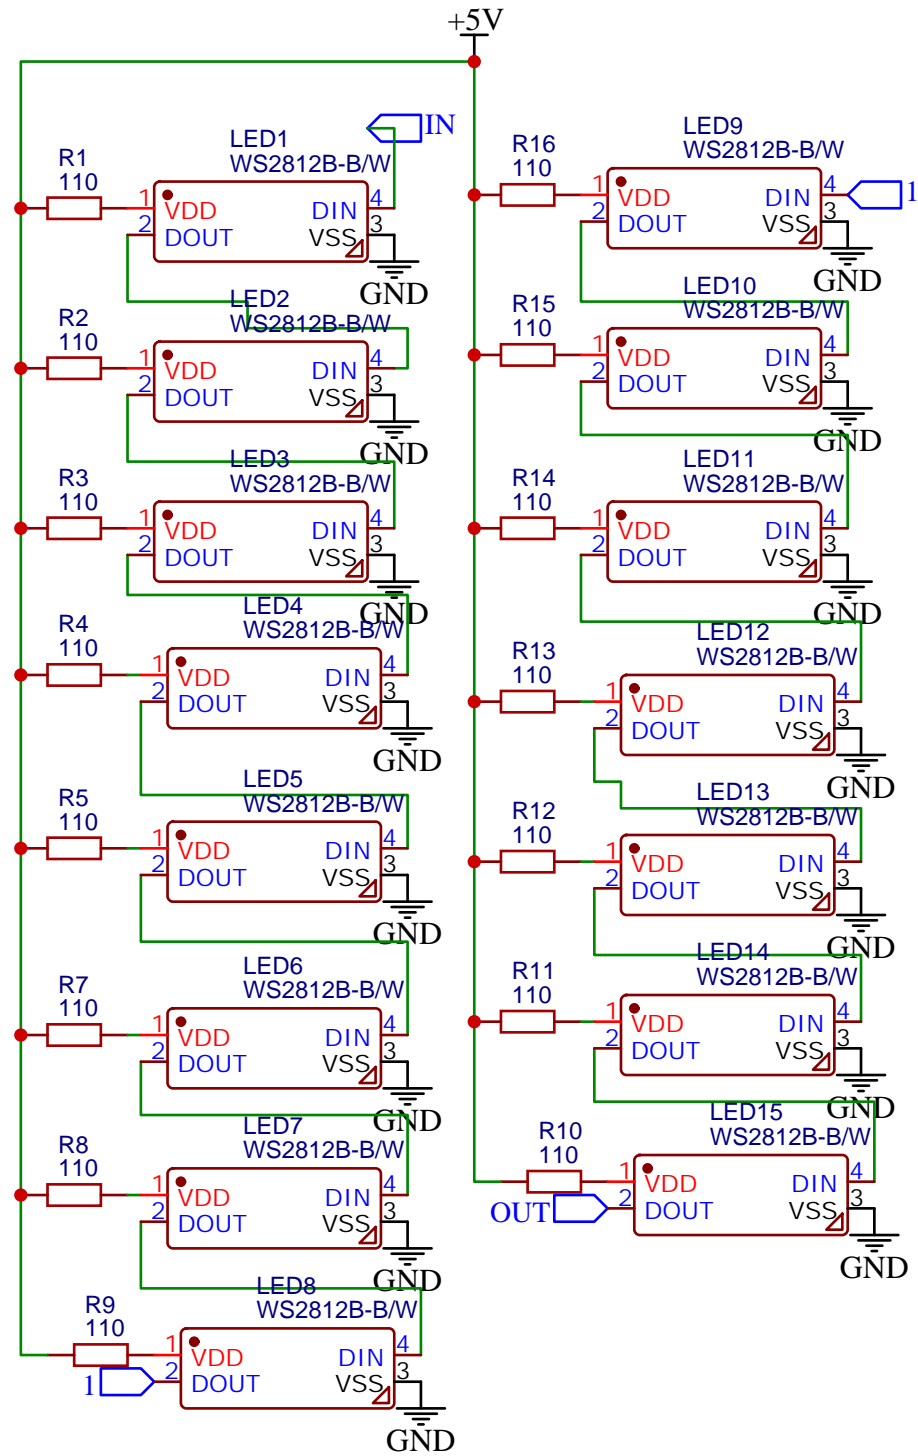 +5V
IN
R1
110
LED1
WS2812B-B/W
1
VDD
2
DOUT
DIN
4
VSS
3
GND
R2
110
LED2
WS2812B-B/W
1
VDD
2
DOUT
DIN
4
VSS
3
GND
R3
110
LED3
WS2812B-B/W
1
VDD
2
DOUT
DIN
4
VSS
3
GND
R4
110
LED4
WS2812B-B/W
1
VDD
2
DOUT
DIN
4
VSS
3
GND
R5
110
LED5
WS2812B-B/W
1
VDD
2
DOUT
DIN
4
VSS
3
GND
R7
110
LED6
WS2812B-B/W
1
VDD
2
DOUT
DIN
4
VSS
3
GND
R8
110
LED7
WS2812B-B/W
1
VDD
2
DOUT
DIN
4
VSS
3
GND
R9
110
LED8
WS2812B-B/W
1
VDD
2
DOUT
DIN
4
VSS
3
GND
1
R16
110
LED9
WS2812B-B/W
1
VDD
2
DOUT
DIN
4
VSS
3
GND
1
R15
110
LED10
WS2812B-B/W
1
VDD
2
DOUT
DIN
4
VSS
3
GND
R14
110
LED11
WS2812B-B/W
1
VDD
2
DOUT
DIN
4
VSS
3
GND
R13
110
LED12
WS2812B-B/W
1
VDD
2
DOUT
DIN
4
VSS
3
GND
R12
110
LED13
WS2812B-B/W
1
VDD
2
DOUT
DIN
4
VSS
3
GND
R11
110
LED14
WS2812B-B/W
1
VDD
2
DOUT
DIN
4
VSS
3
GND
R10
110
LED15
WS2812B-B/W
1
VDD
2
DOUT
DIN
4
VSS
3
GND
OUT